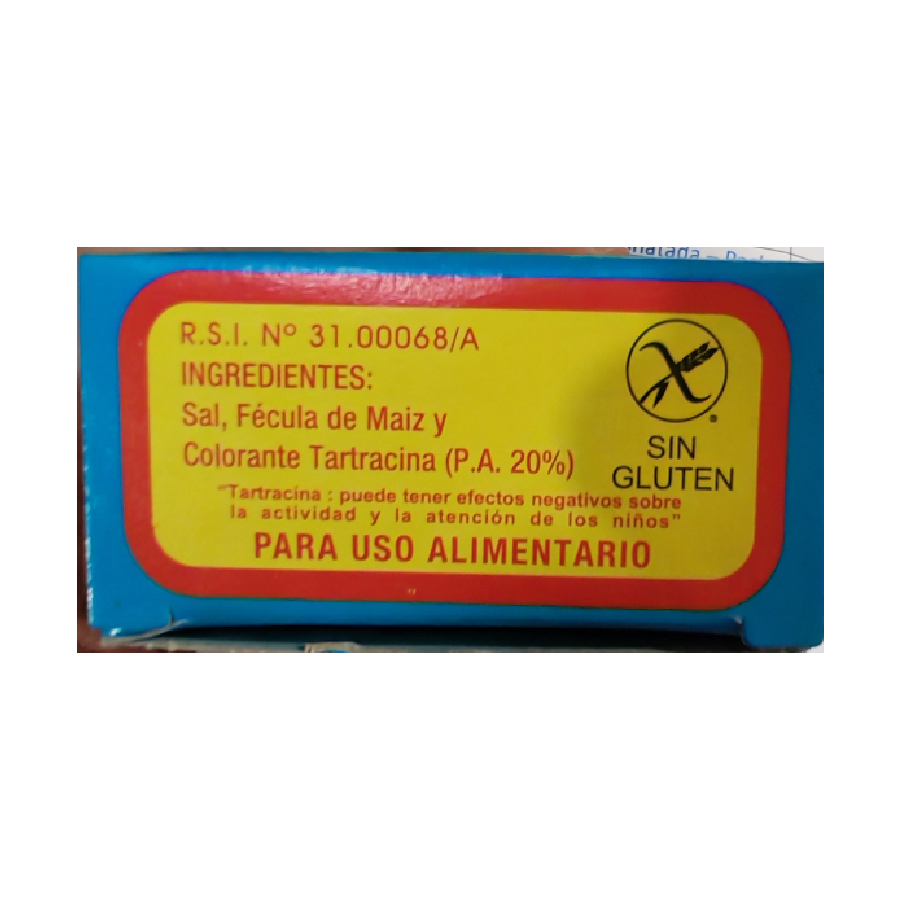 R.S.I. Nº 31.00068/A
INGREDIENTES:
Sal, Fécula de Maiz y
Colorante Tartracina (P.A. 20%)
"Tartracina : puede tener efectos negativos sobre
la actividad y la atención de los niños"
PARA USO ALIMENTARIO
SIN
GLUTEN